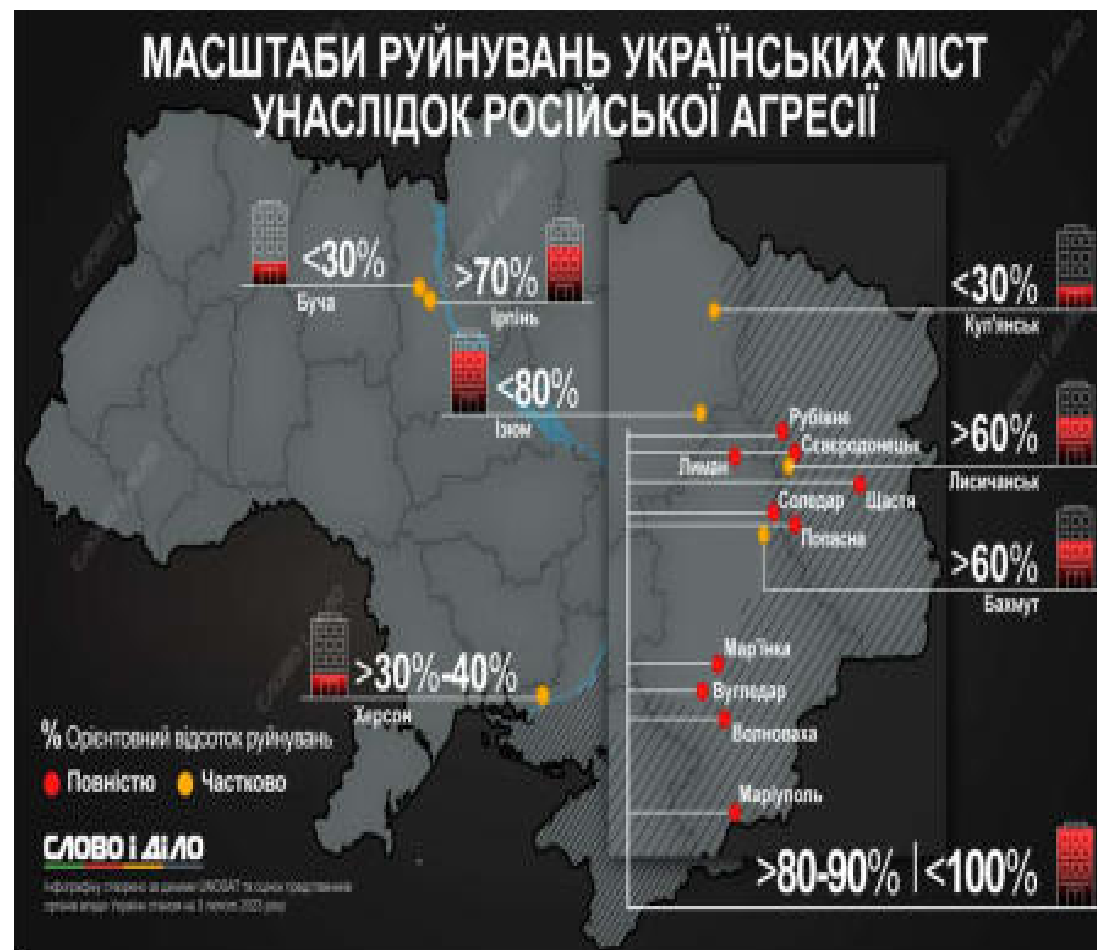 МАСШТАБИ РУЙНУВАНЬ УКРАЇНСЬКИХ МІСТ
УНАСЛІДОК РОСІЙСЬКОЇ АГРЕСІЇ
<30%
Буча
>70%
Ірпінь
<30%
Куп'янськ
<80%
Ізюм
Рубіжне
Сєвєродонецьк
Лиман
>60%
Лисичанськ
Щастя
Соледар
Попасна
>60%
Бахмут
Мар'їнка
Вугледар
Волноваха
Маріуполь
>30%-40%
Херсон
% Орієнтовний відсоток руйнувань
Повністю Частково
СЛОВО і ДІЛО
>80-90% | <100%